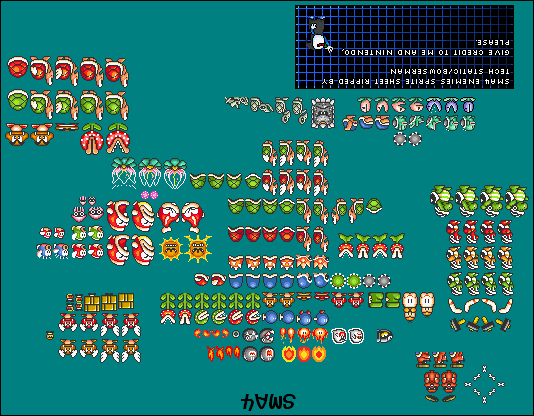 SMA4
SMA4 ENEMIES SPRITE SHEET RIPPED BY
TECH STATIC/BOWSERMAN
GIVE CREDIT TO ME AND NINTENDO,
PLEASE.